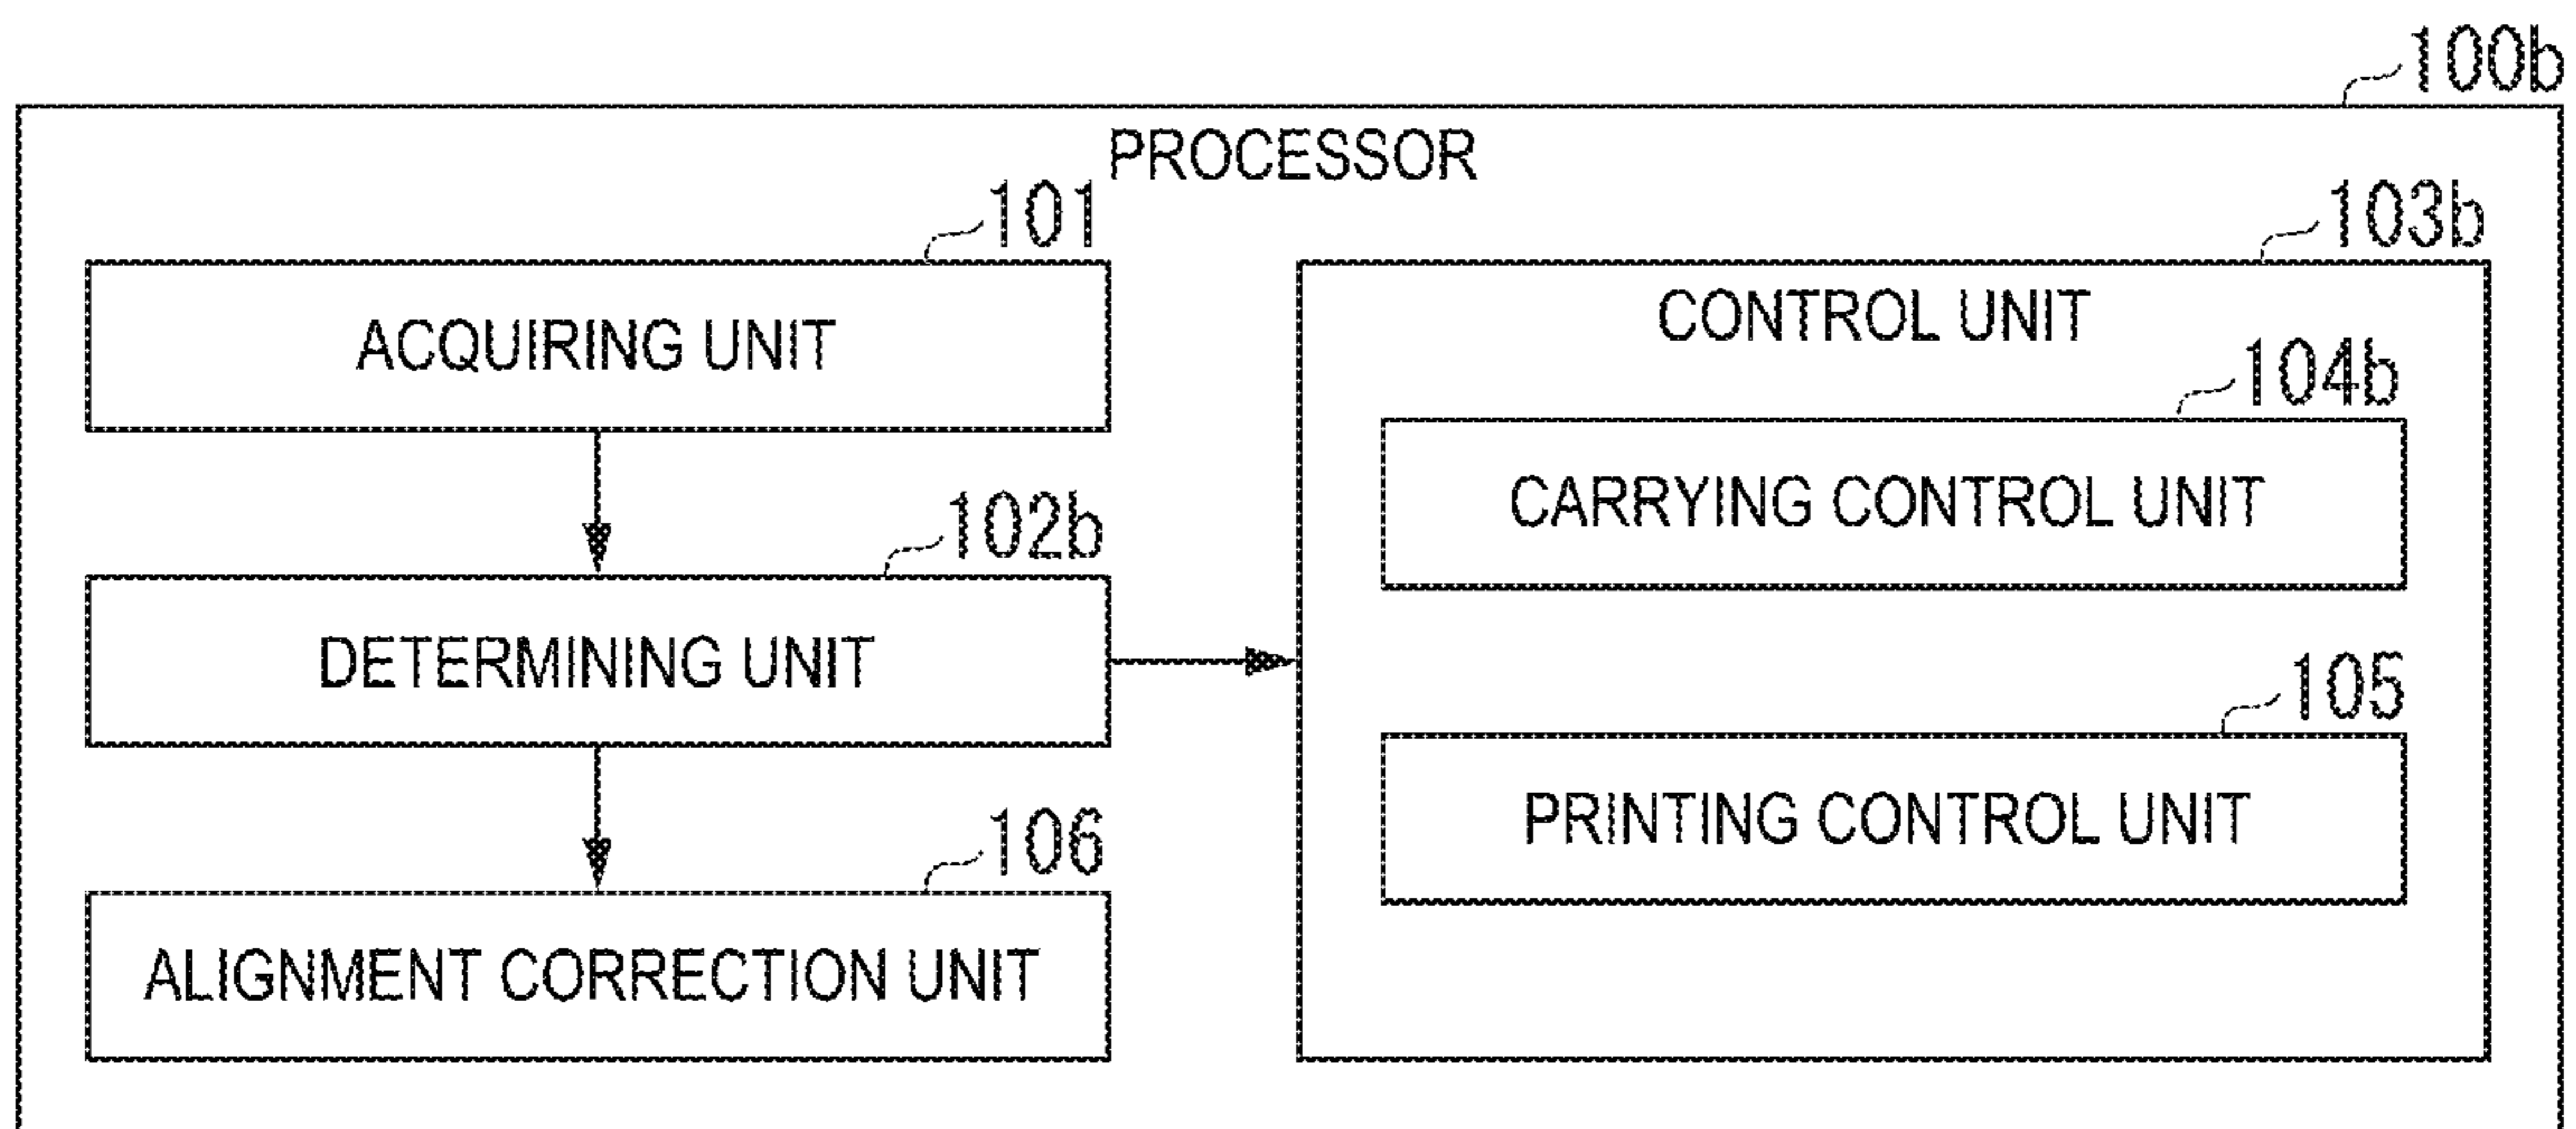 100b
PROCESSOR
101
ACQUIRING UNIT
102b
DETERMINING UNIT
106
ALIGNMENT CORRECTION UNIT
103b
CONTROL UNIT
104b
CARRYING CONTROL UNIT
105
PRINTING CONTROL UNIT